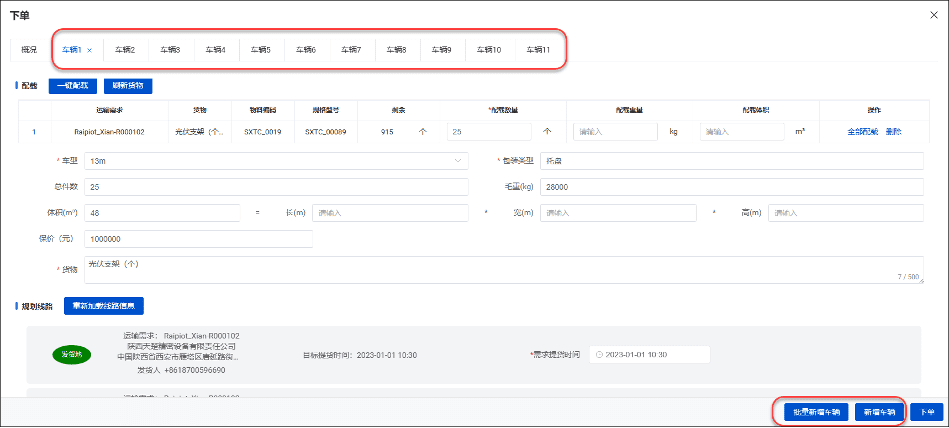 下单
概况 车辆1 × 车辆2 车辆3 车辆4 车辆5 车辆6 车辆7 车辆8 车辆9 车辆10 车辆11
配载 一键配载 刷新货物
运输需求 货物 物料编码 规格型号 剩余 *配载数量 配载重量 配载体积 操作
1 Raipiot_Xian-R000102 光伏支架（个... SXTC_0019 SXTC_00089 915 个 25 个 请输入 kg 请输入 m³ 全部配载 删除
* 车型 13m * 包装类型 托盘
总件数 25 毛重(kg) 28000
体积(m³) 48 = 长(m) 请输入 * 宽(m) 请输入 * 高(m) 请输入
保价（元） 1000000
* 货物 光伏支架（个）
7 / 500
规划线路 重新加载线路信息
运输需求： Raipiot_Xian-R000102
陕西天楚精密设备有限责任公司
发货地 中国陕西省西安市雁塔区唐延路街... 目标提货时间：2023-01-01 10:30 *需求提货时间 2023-01-01 10:30
发货人 +8618700596690
批量新增车辆 新增车辆 下单